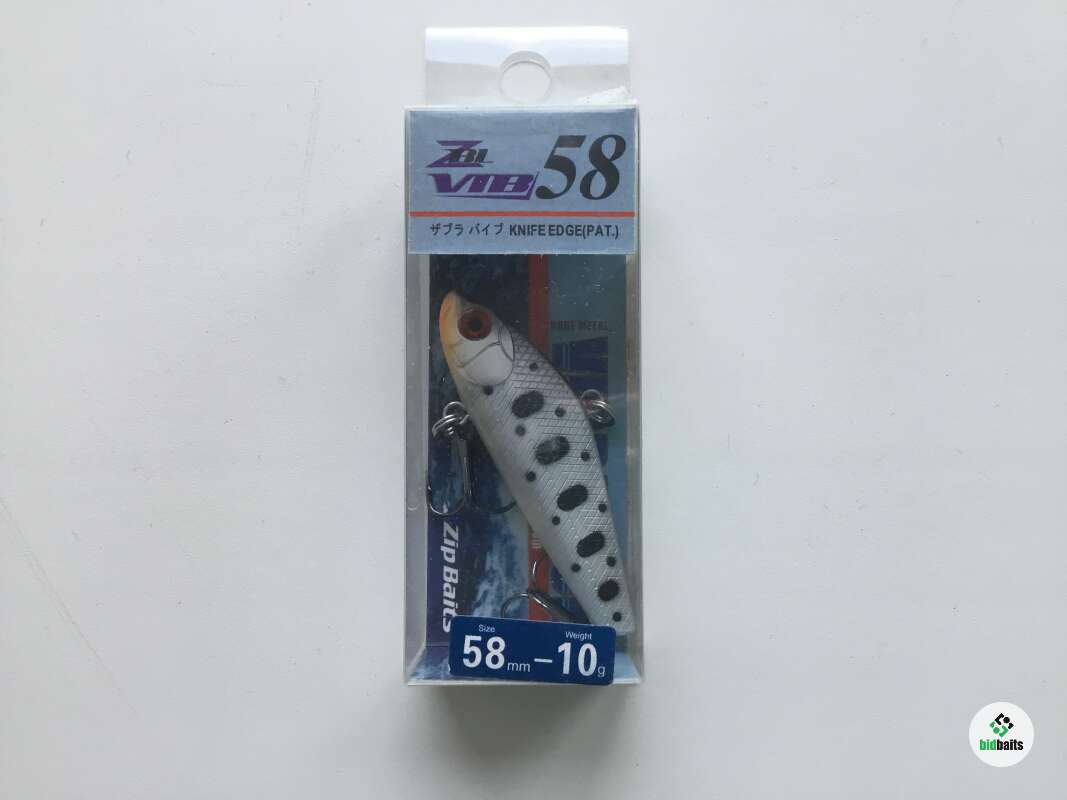 ZBL
VIB 58
ザブラ バイブ KNIFE EDGE(PAT.)
Zip Baits
Size
Weight
58mm-10g
bidbaits